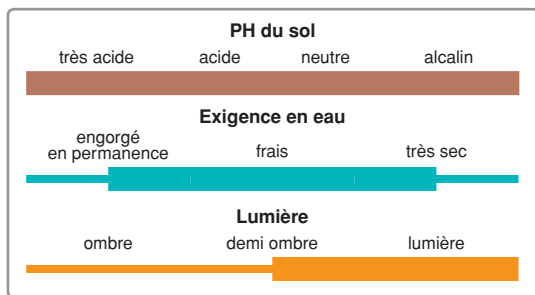 PH du sol
très acide acide neutre alcalin
Exigence en eau
engorgé
en permanence frais très sec
Lumière
ombre demi ombre lumière